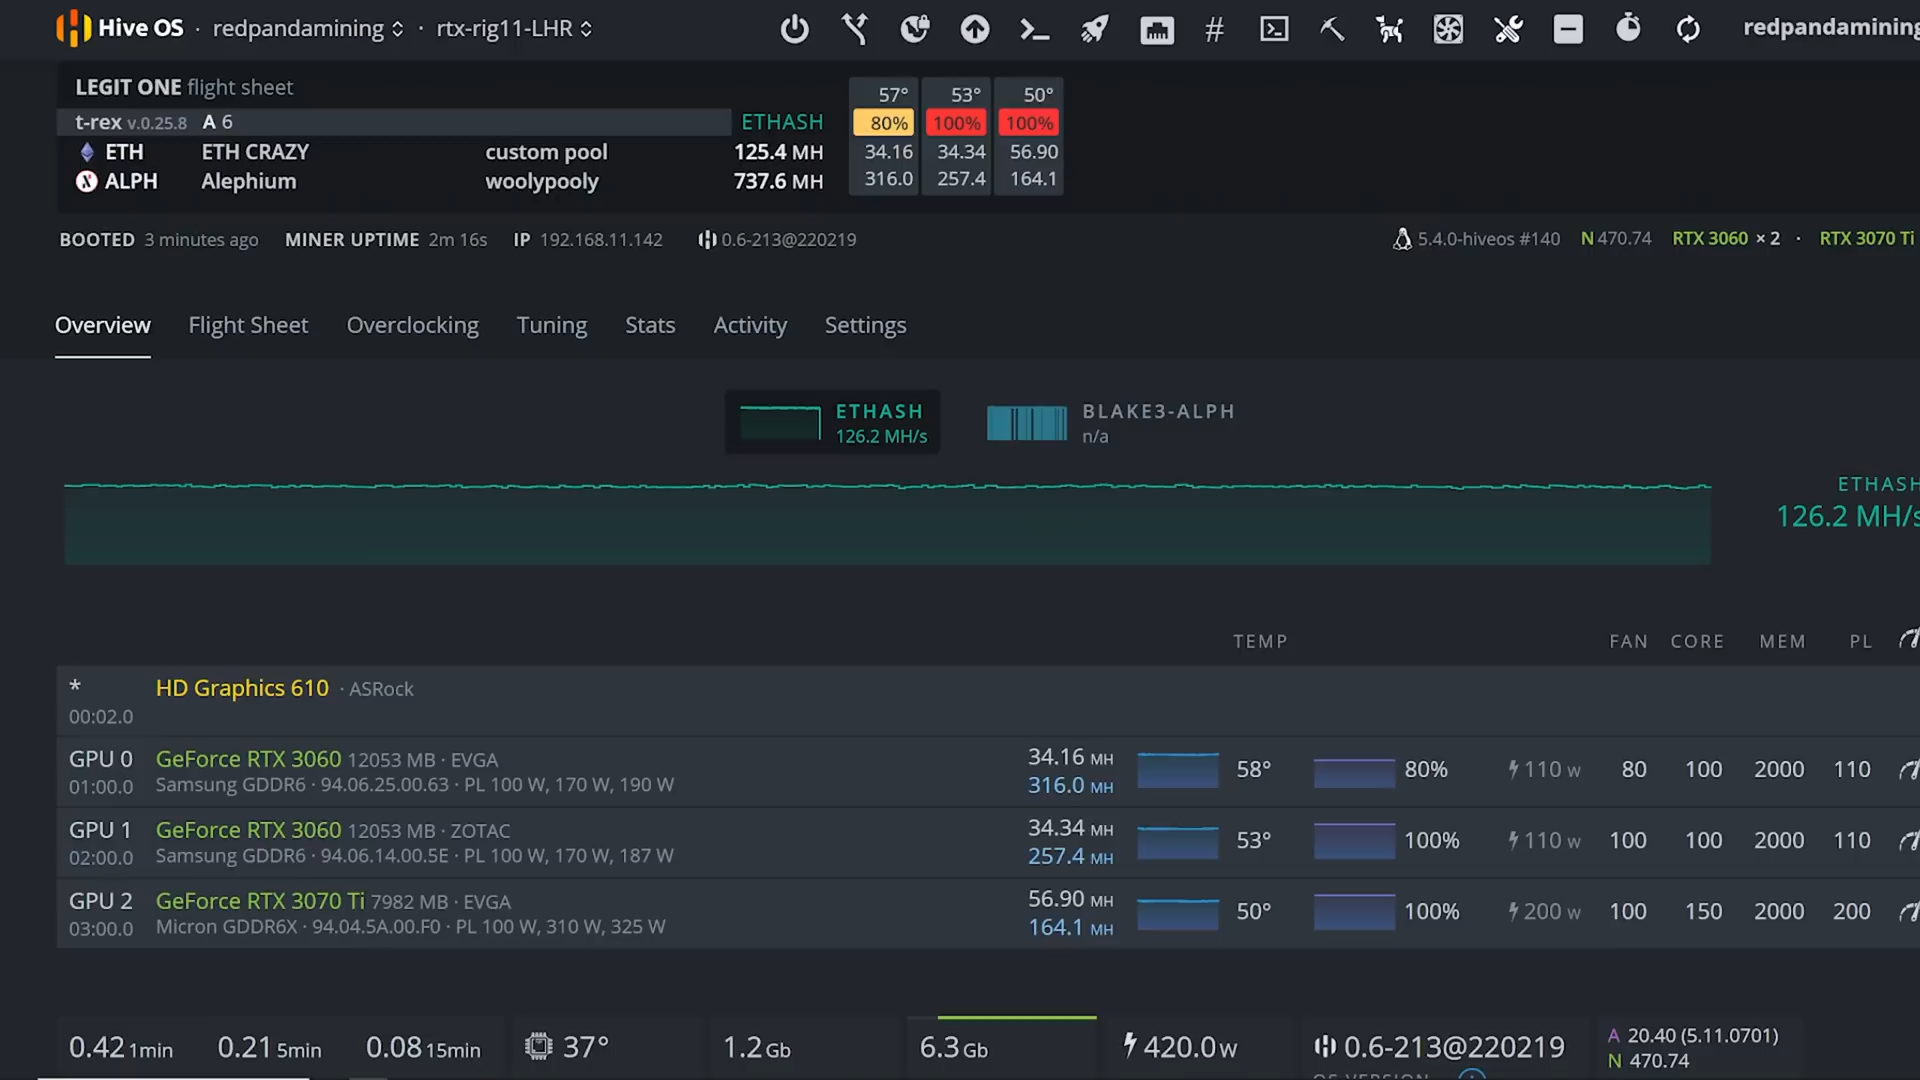 Hive OS · redpandamining · rtx-rig11-LHR # redpandamining
LEGIT ONE flight sheet
57° 53° 50°
t-rex v.0.25.8 A 6 ETHASH 80% 100% 100%
ETH ETH CRAZY custom pool 125.4 MH 34.16 34.34 56.90
ALPH Alephium woolypooly 737.6 MH 316.0 257.4 164.1
BOOTED 3 minutes ago MINER UPTIME 2m 16s IP 192.168.11.142 0.6-213@220219 5.4.0-hiveos #140 N 470.74 RTX 3060 × 2 · RTX 3070 Ti
Overview Flight Sheet Overclocking Tuning Stats Activity Settings
ETHASH BLAKE3-ALPH
126.2 MH/s n/a
ETHASH
126.2 MH/s
TEMP FAN CORE MEM PL
* HD Graphics 610 · ASRock
00:02.0
GPU 0 GeForce RTX 3060 12053 MB · EVGA 34.16 MH 58° 80% 110 w 80 100 2000 110
01:00.0 Samsung GDDR6 · 94.06.25.00.63 · PL 100 W, 170 W, 190 W 316.0 MH
GPU 1 GeForce RTX 3060 12053 MB · ZOTAC 34.34 MH 53° 100% 110 w 100 100 2000 110
02:00.0 Samsung GDDR6 · 94.06.14.00.5E · PL 100 W, 170 W, 187 W 257.4 MH
GPU 2 GeForce RTX 3070 Ti 7982 MB · EVGA 56.90 MH 50° 100% 200 w 100 150 2000 200
03:00.0 Micron GDDR6X · 94.04.5A.00.F0 · PL 100 W, 310 W, 325 W 164.1 MH
0.42 1min 0.21 5min 0.08 15min 37° 1.2 Gb 6.3 Gb 420.0 w 0.6-213@220219 A 20.40 (5.11.0701)
N 470.74